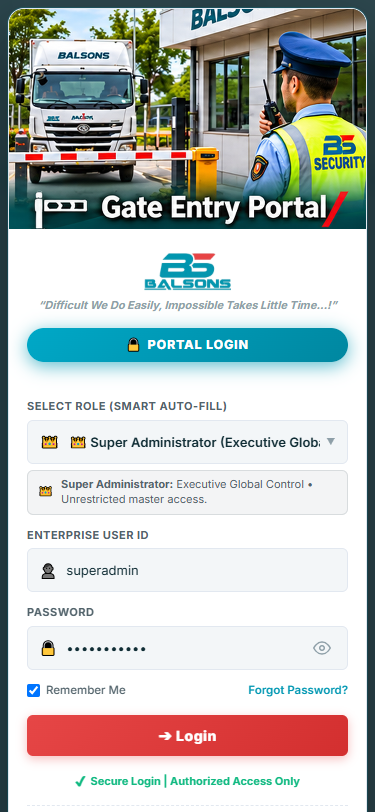 BALSONS
BALSONS
BS
SECURITY
Gate Entry Portal
BS
BALSONS
“Difficult We Do Easily, Impossible Takes Little Time...!”
PORTAL LOGIN
SELECT ROLE (SMART AUTO-FILL)
Super Administrator (Executive Globa
Super Administrator: Executive Global Control •
Unrestricted master access.
ENTERPRISE USER ID
superadmin
PASSWORD
•••••••••••
Remember Me
Forgot Password?
➔ Login
✔ Secure Login | Authorized Access Only